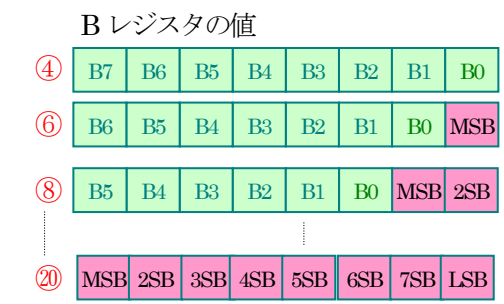 B レジスタの値
④ B7 B6 B5 B4 B3 B2 B1 B0
⑥ B6 B5 B4 B3 B2 B1 B0 MSB
⑧ B5 B4 B3 B2 B1 B0 MSB 2SB
⑳ MSB 2SB 3SB 4SB 5SB 6SB 7SB LSB